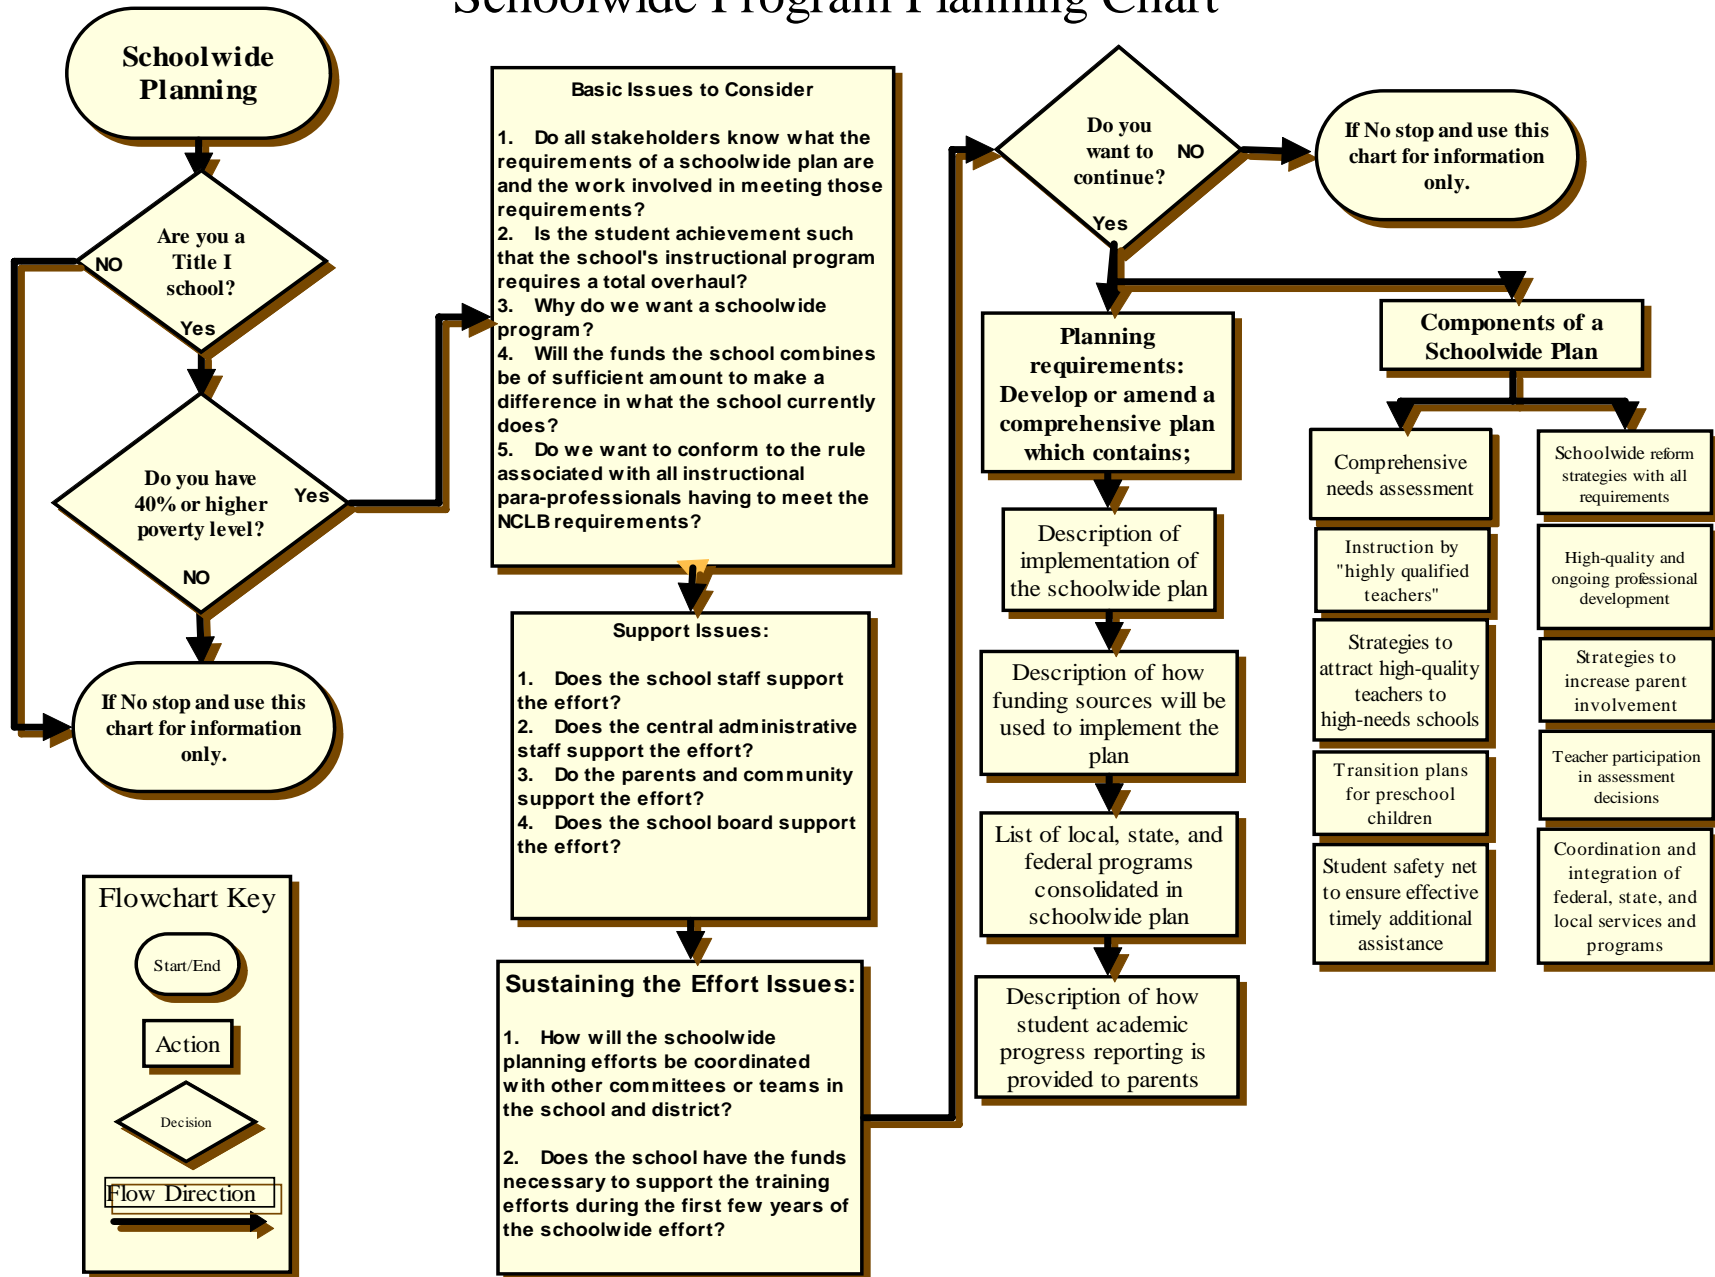 Schoolwide Program Planning Chart
Schoolwide
Planning
Are you a
Title I
school?
NO
Yes
Do you have
40% or higher
poverty level?
Yes
NO
If No stop and use this
chart for information
only.
Flowchart Key
Start/End
Action
Decision
Flow Direction
Basic Issues to Consider
1. Do all stakeholders know what the
requirements of a schoolwide plan are
and the work involved in meeting those
requirements?
2. Is the student achievement such
that the school's instructional program
requires a total overhaul?
3. Why do we want a schoolwide
program?
4. Will the funds the school combines
be of sufficient amount to make a
difference in what the school currently
does?
5. Do we want to conform to the rule
associated with all instructional
para-professionals having to meet the
NCLB requirements?
Support Issues:
1. Does the school staff support
the effort?
2. Does the central administrative
staff support the effort?
3. Do the parents and community
support the effort?
4. Does the school board support
the effort?
Sustaining the Effort Issues:
1. How will the schoolwide
planning efforts be coordinated
with other committees or teams in
the school and district?
2. Does the school have the funds
necessary to support the training
efforts during the first few years of
the schoolwide effort?
Do you
want to
continue?
NO
Yes
If No stop and use this
chart for information
only.
Planning
requirements:
Develop or amend a
comprehensive plan
which contains;
Description of
implementation of
the schoolwide plan
Description of how
funding sources will be
used to implement the
plan
List of local, state, and
federal programs
consolidated in
schoolwide plan
Description of how
student academic
progress reporting is
provided to parents
Components of a
Schoolwide Plan
Comprehensive
needs assessment
Instruction by
"highly qualified
teachers"
Strategies to
attract high-quality
teachers to
high-needs schools
Transition plans
for preschool
children
Student safety net
to ensure effective
timely additional
assistance
Schoolwide reform
strategies with all
requirements
High-quality and
ongoing professional
development
Strategies to
increase parent
involvement
Teacher participation
in assessment
decisions
Coordination and
integration of
federal, state, and
local services and
programs